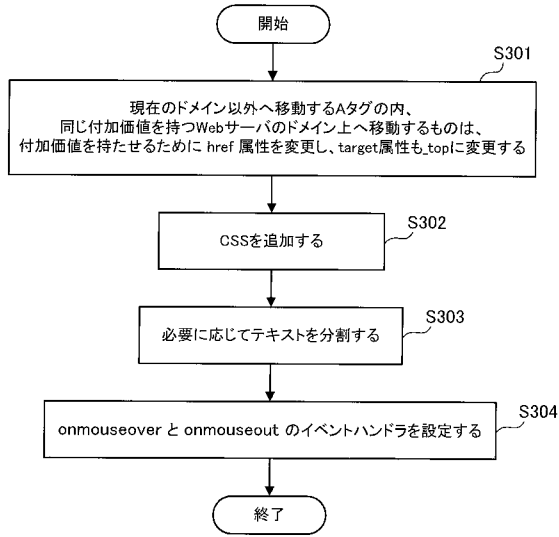 開始
S301
現在のドメイン以外へ移動するAタグの内、
同じ付加価値を持つWebサーバのドメイン上へ移動するものは、
付加価値を持たせるために href 属性を変更し、target属性も_topに変更する
S302
CSSを追加する
S303
必要に応じてテキストを分割する
S304
onmouseover と onmouseout のイベントハンドラを設定する
終了